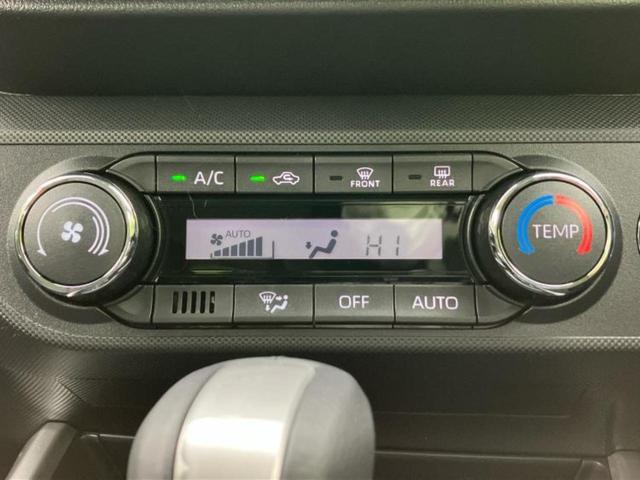 A/C FRONT REAR
AUTO
HI
TEMP
OFF AUTO